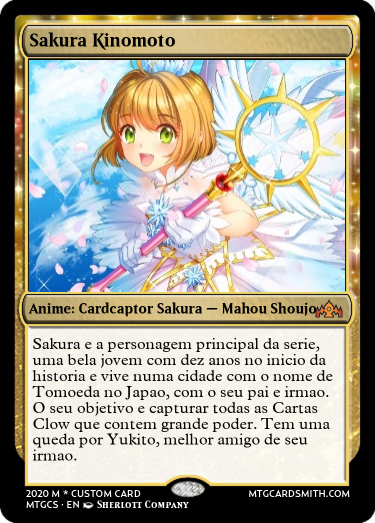 Sakura Kinomoto
Anime: Cardcaptor Sakura — Mahou Shoujo
Sakura e a personagem principal da serie,
uma bela jovem com dez anos no inicio da
historia e vive numa cidade com o nome de
Tomoeda no Japao, com o seu pai e irmao.
O seu objetivo e capturar todas as Cartas
Clow que contem grande poder. Tem uma
queda por Yukito, melhor amigo de seu
irmao.
2020 M * CUSTOM CARD
MTGCS · EN SHERLOTT COMPANY
MTGCARDSMITH.COM